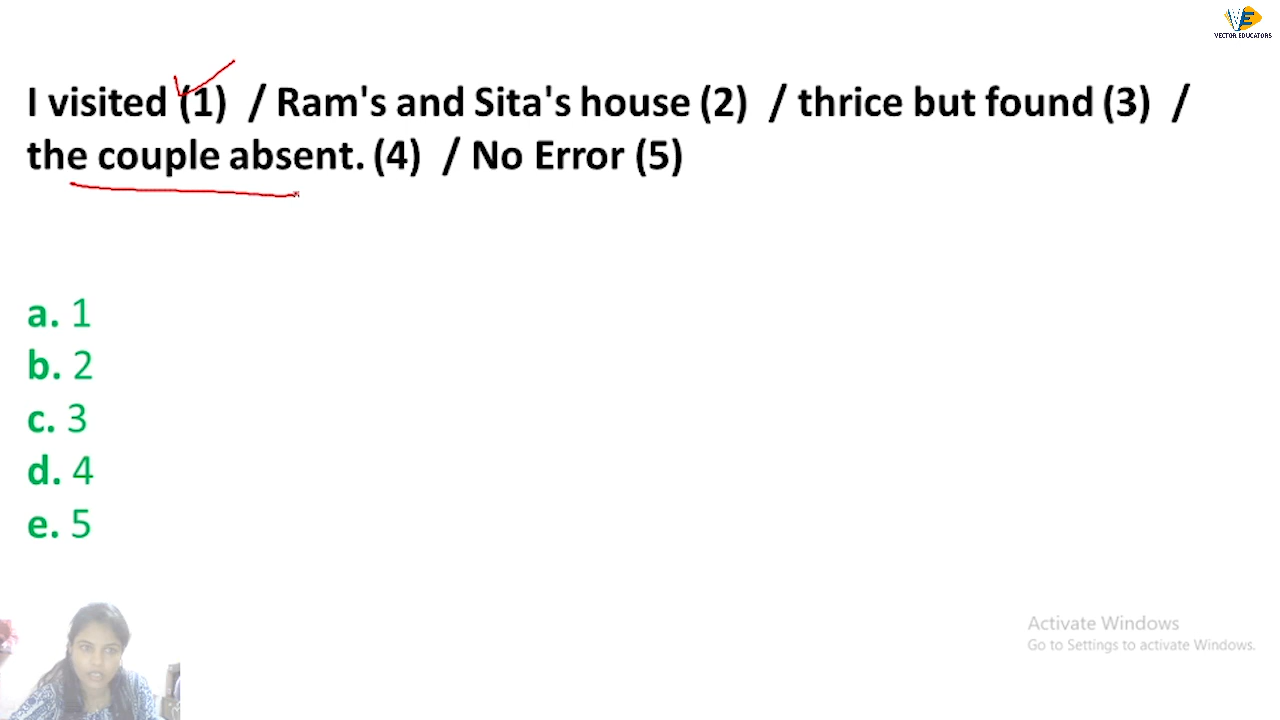 VE
VECTOR EDUCATORS
I visited (1) / Ram's and Sita's house (2) / thrice but found (3) /
the couple absent. (4) / No Error (5)
a. 1
b. 2
c. 3
d. 4
e. 5
Activate Windows
Go to Settings to activate Windows.